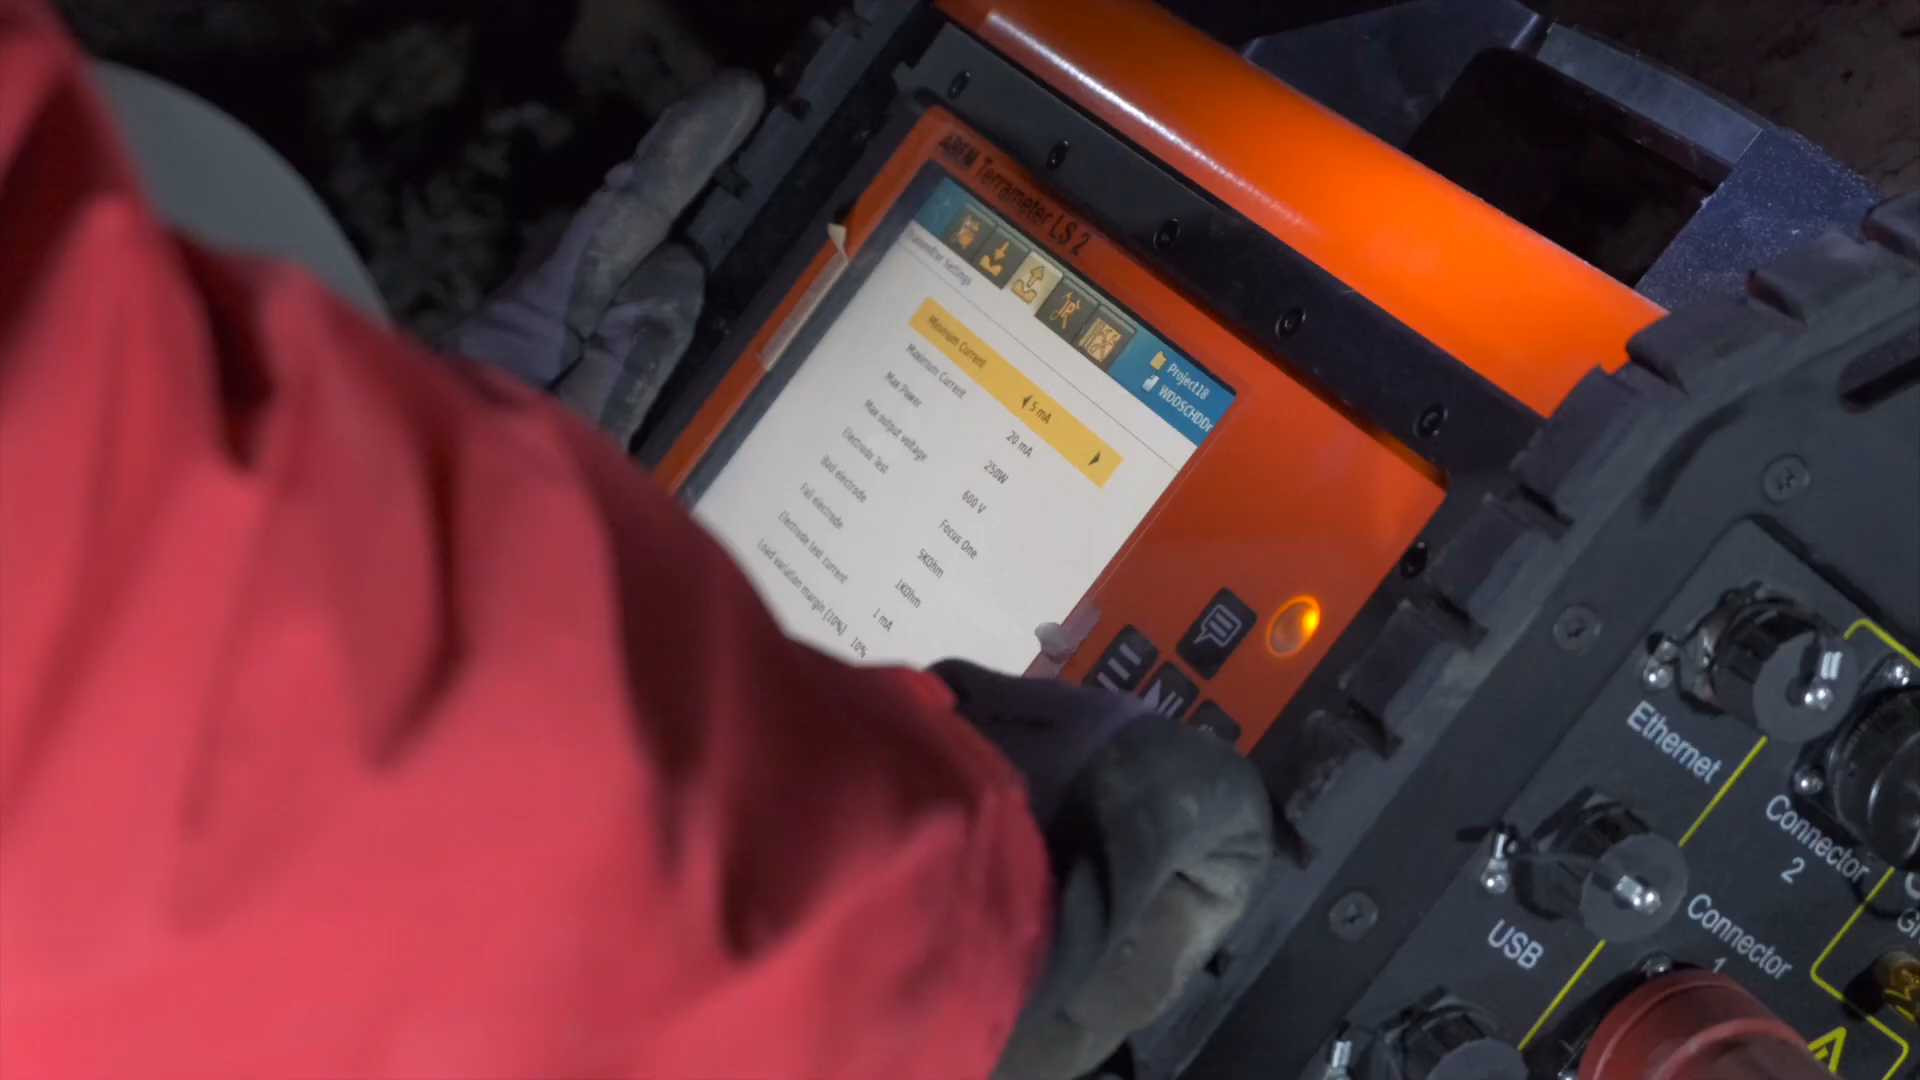 ABEM Terrameter LS 2
Project18
WDDSCHDDr
Settings
Minimum Current 5 mA
Maximum Current 20 mA
Max Power 250W
Max output voltage 600 V
Electrode Test Focus One
Bad electrode 5KOhm
Fail electrode 1KOhm
Electrode test current 1 mA
Load variation margin (10%) 10%
Ethernet
Connector
2
USB
Connector
1